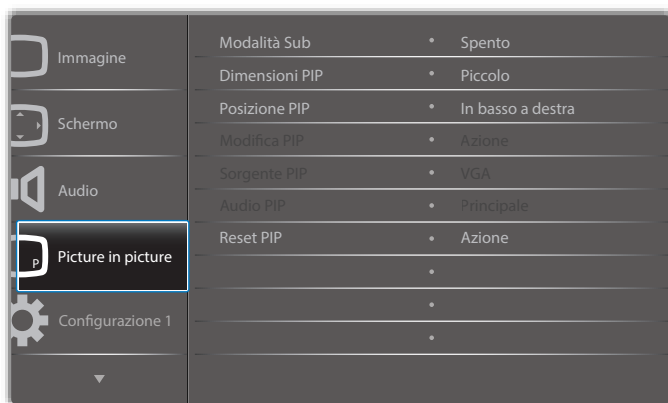 Immagine
Schermo
Audio
P
Picture in picture
Configurazione 1
Modalità Sub • Spento
Dimensioni PIP • Piccolo
Posizione PIP • In basso a destra
Modifica PIP • Azione
Sorgente PIP • VGA
Audio PIP • Principale
Reset PIP • Azione
•
•
•